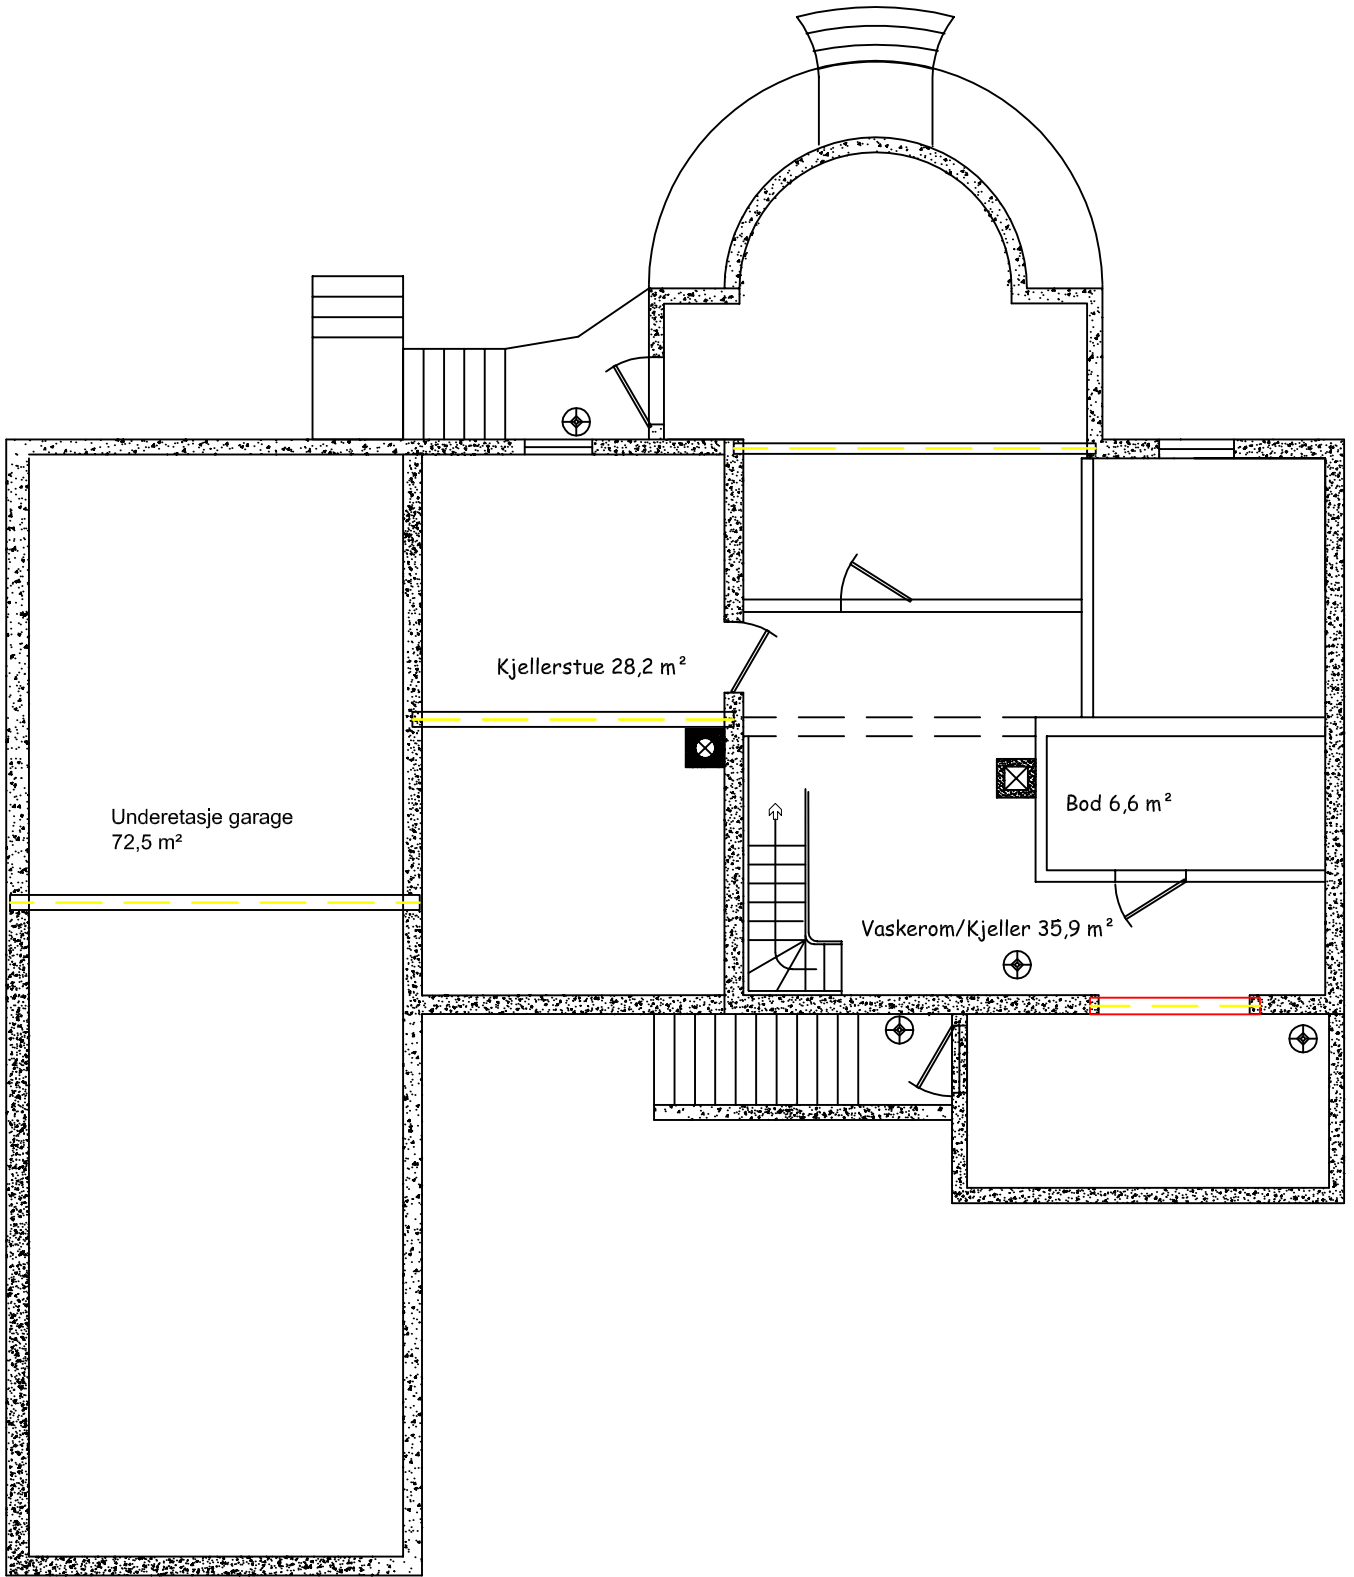 Kjellerstue 28,2 m²
Underetasje garage
72,5 m²
Bod 6,6 m²
Vaskerom/Kjeller 35,9 m²